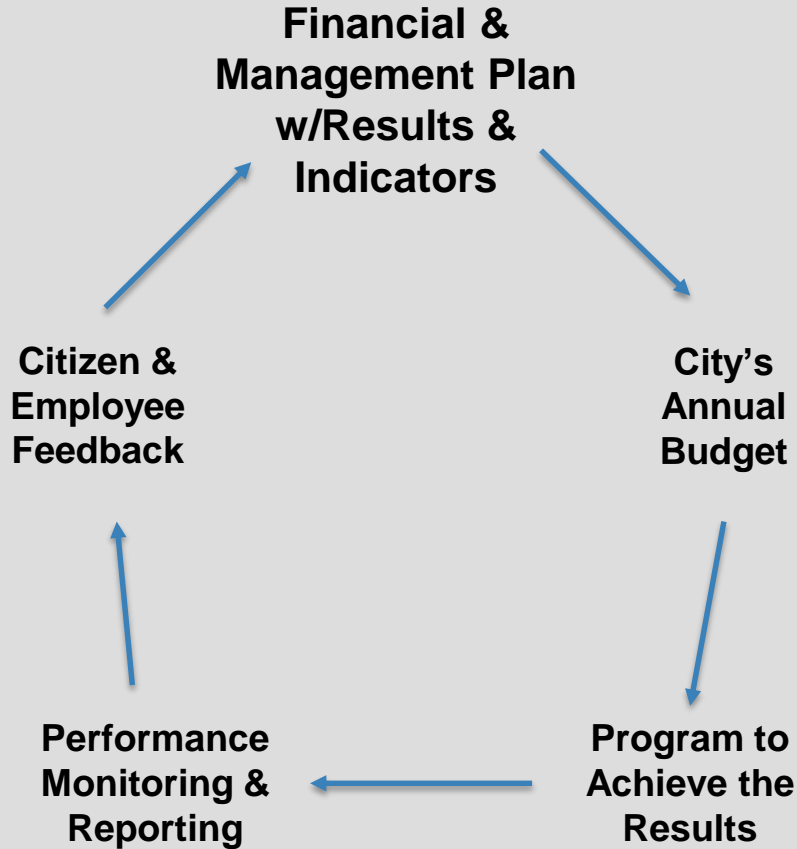 Financial &
Management Plan
w/Results &
Indicators
City’s
Annual
Budget
Program to
Achieve the
Results
Performance
Monitoring &
Reporting
Citizen &
Employee
Feedback